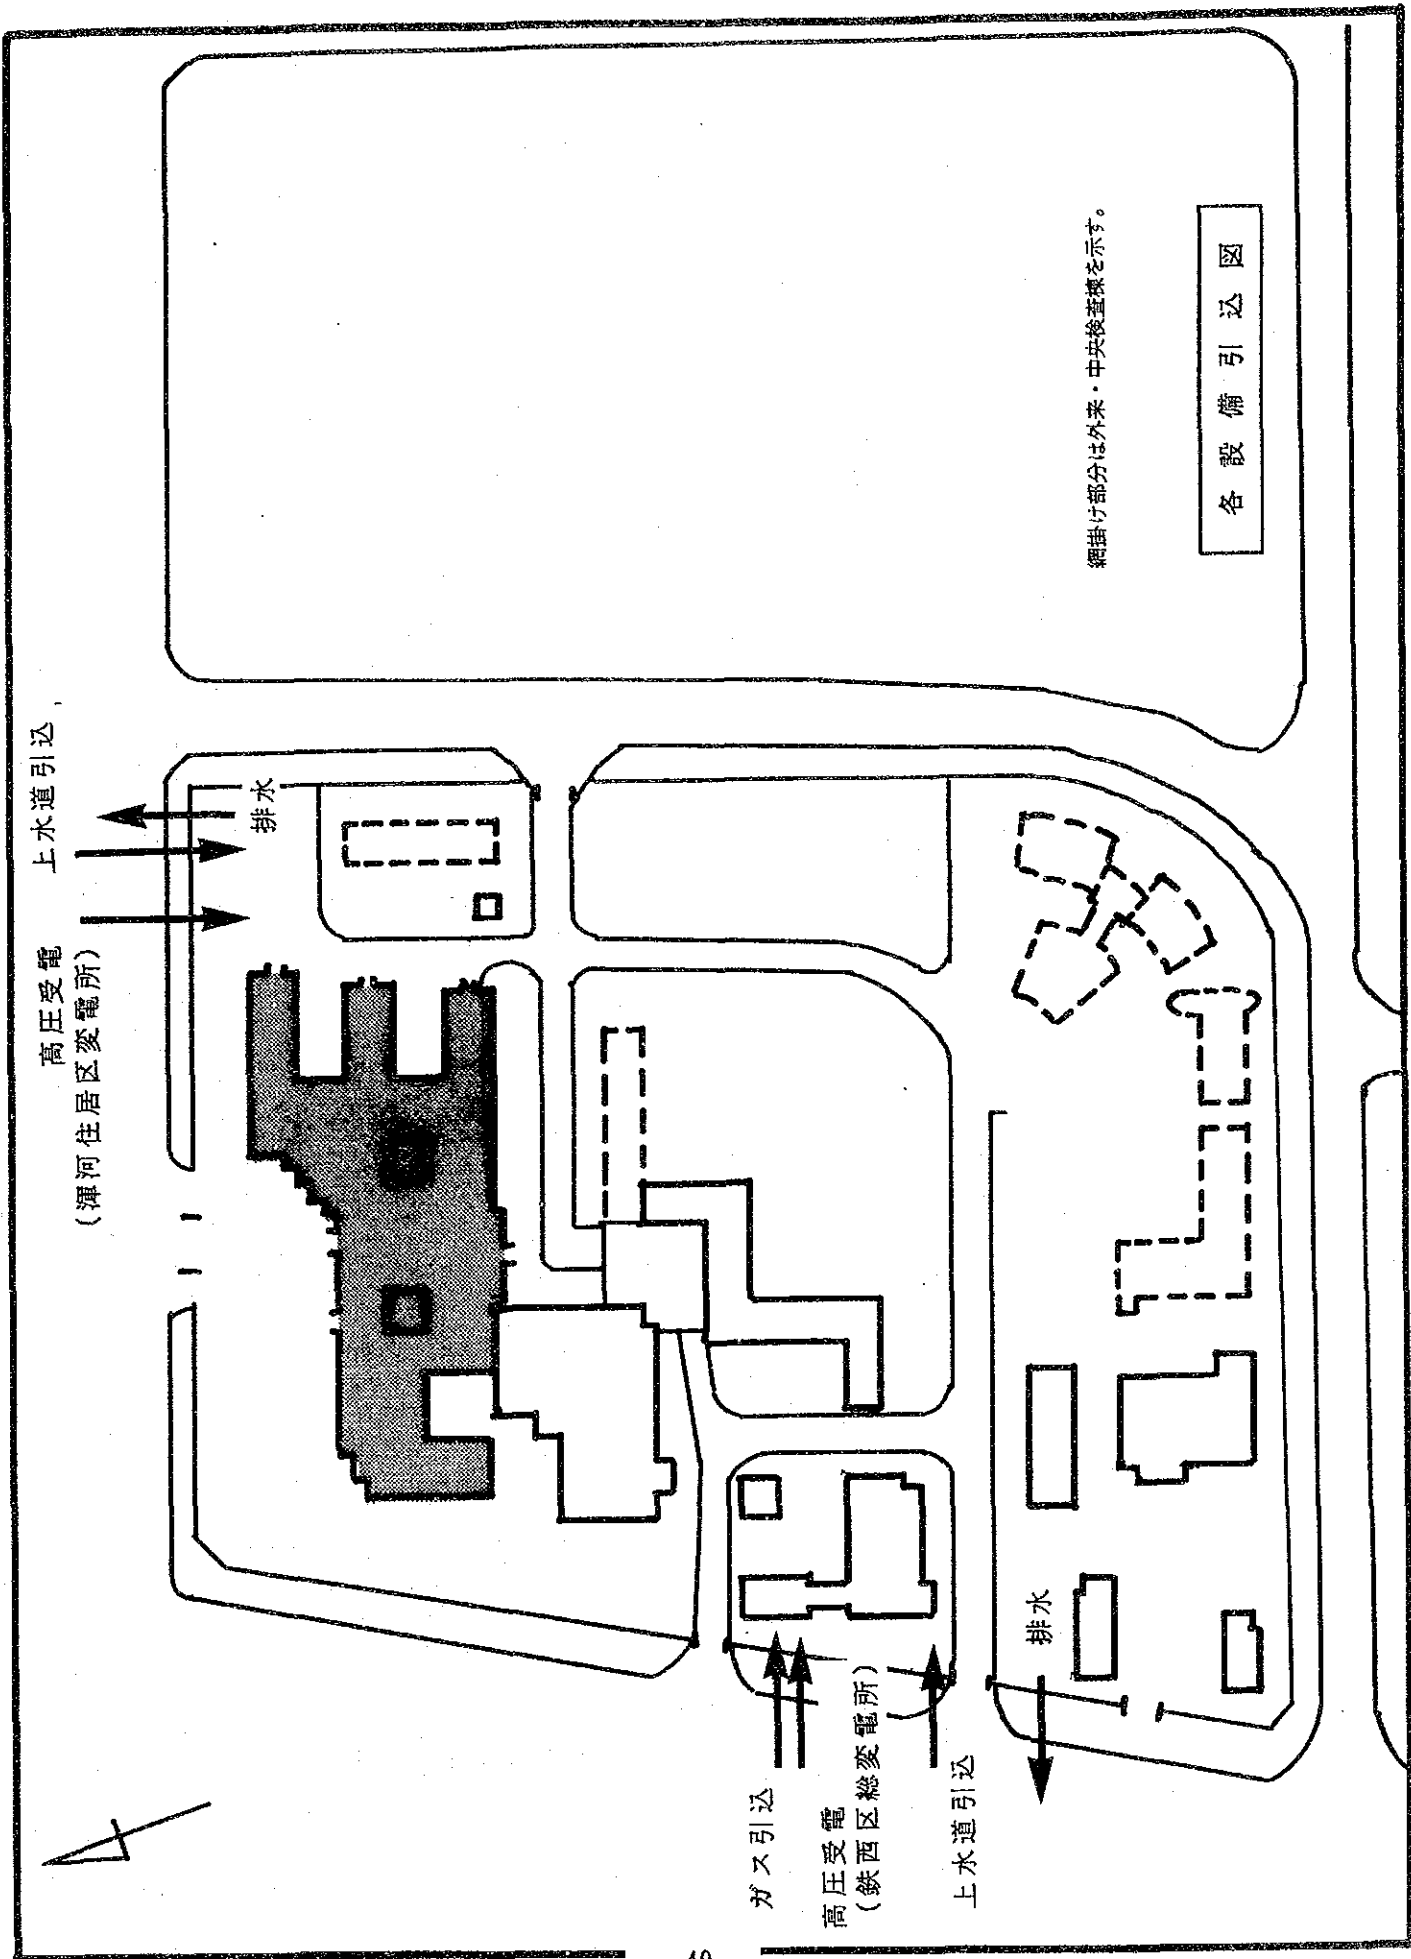 高圧受電
(渾河住居区変電所)
上水道引込
排水
ガス引込
高圧受電
(鉄西区総変電所)
上水道引込
排水
網掛け部分は外来・中央検査棟を示す。
各設備引込図